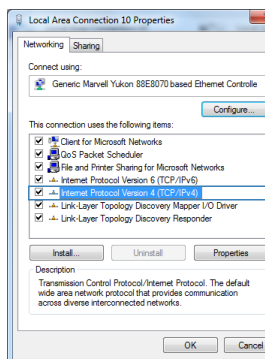 Local Area Connection 10 Properties
Networking
Sharing
Connect using:
Generic Marvell Yukon 88E8070 based Ethernet Controlle
Configure...
This connection uses the following items:
Client for Microsoft Networks
QoS Packet Scheduler
File and Printer Sharing for Microsoft Networks
Internet Protocol Version 6 (TCP/IPv6)
Internet Protocol Version 4 (TCP/IPv4)
Link-Layer Topology Discovery Mapper I/O Driver
Link-Layer Topology Discovery Responder
Install...
Uninstall
Properties
Description
Transmission Control Protocol/Internet Protocol. The default
wide area network protocol that provides communication
across diverse interconnected networks.
OK
Cancel